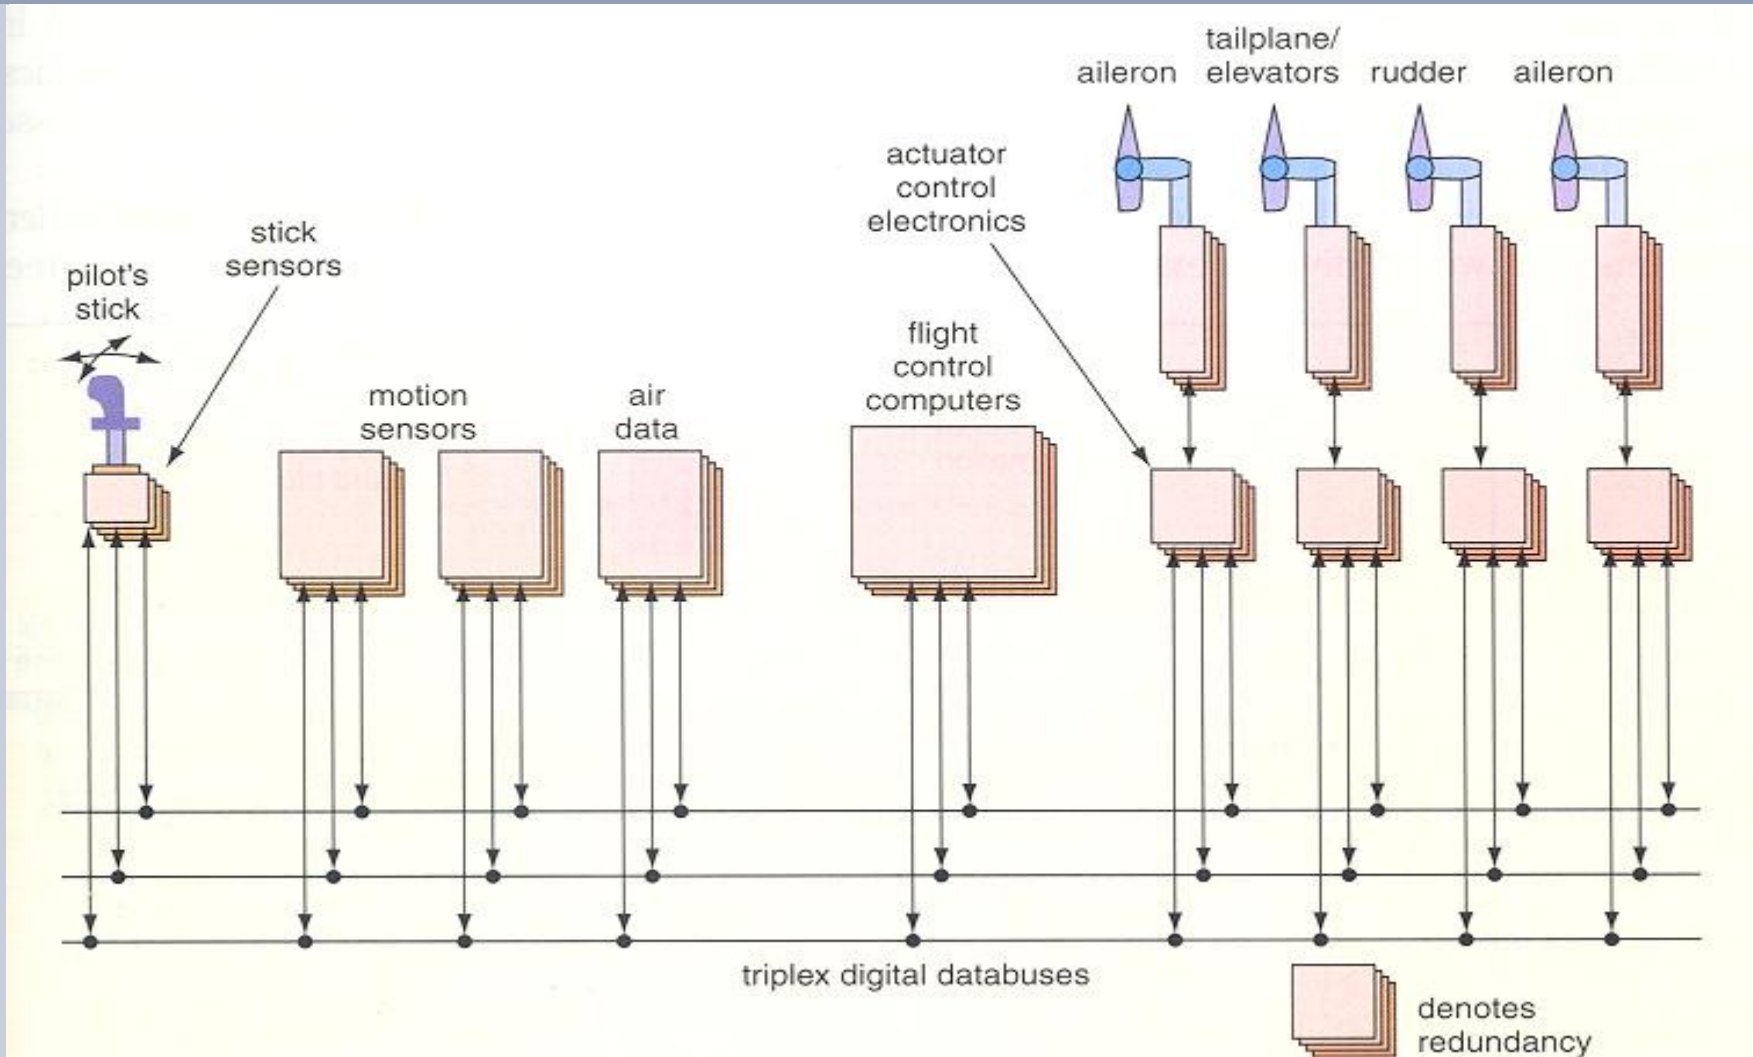 tailplane/
aileron elevators rudder aileron
actuator
control
electronics
stick
sensors
pilot's
stick
flight
control
computers
motion
sensors
air
data
triplex digital databuses
denotes
redundancy